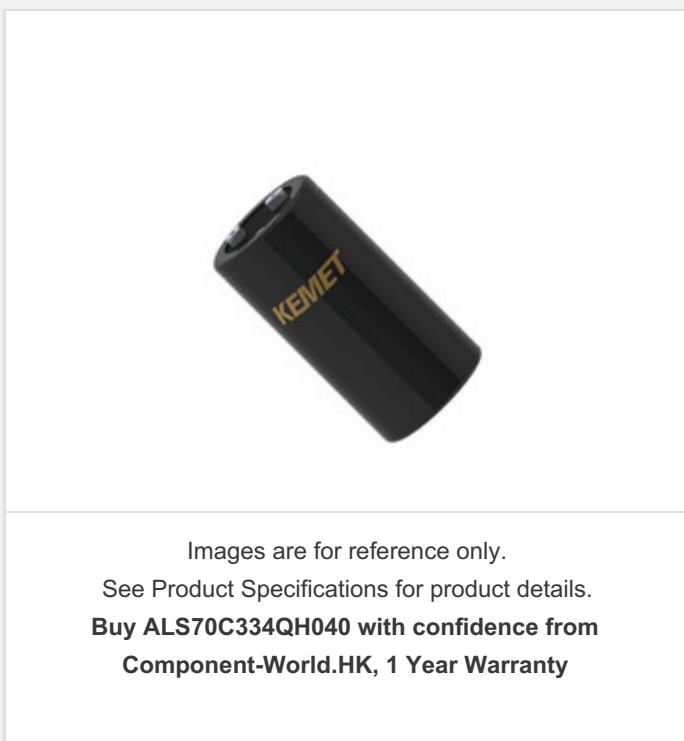 KEMET
Images are for reference only.
See Product Specifications for product details.
Buy ALS70C334QH040 with confidence from
Component-World.HK, 1 Year Warranty